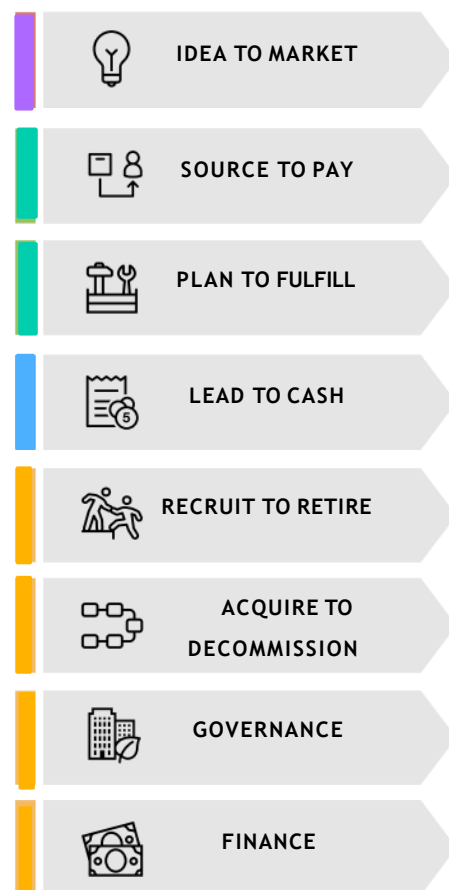 IDEA TO MARKET
SOURCE TO PAY
PLAN TO FULFILL
LEAD TO CASH
5
RECRUIT TO RETIRE
ACQUIRE TO
DECOMMISSION
GOVERNANCE
FINANCE